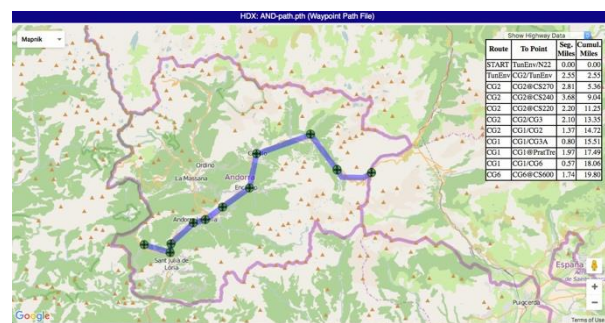 HDX: AND-path.pth (Waypoint Path File)
Mapnik
Show Highway Data
Route To Point Seg. Miles Cumul. Miles
START TunEnv/N22 0.00 0.00
TunEnv CG2/TunEnv 2.55 2.55
CG2 CG2@CS270 2.81 5.36
CG2 CG2@CS240 3.68 9.04
CG2 CG2@CS220 2.20 11.25
CG2 CG2/CG3 2.10 13.35
CG2 CG1/CG2 1.37 14.72
CG1 CG1/CG3A 0.80 15.51
CG1 CG1@PratTre 1.97 17.49
CG1 CG1/CG6 0.57 18.06
CG6 CG6@CS600 1.74 19.80
Ordino
La Massana
Andorra
Sant Julià de
Lòria
España
Puigcerdà
Google
+
−
Terms of Use